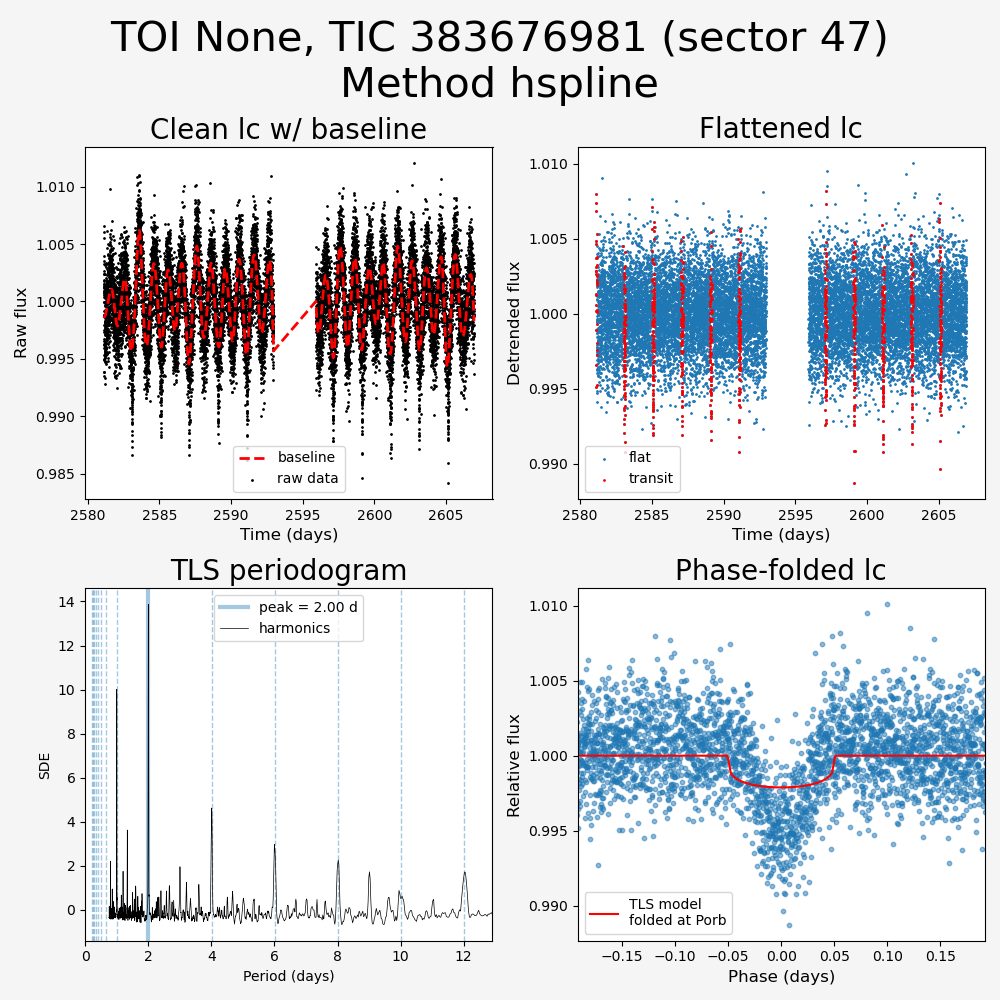 TOI None, TIC 383676981 (sector 47)
Method hspline
Clean lc w/ baseline
Raw flux
1.010
1.005
1.000
0.995
0.990
0.985
baseline
raw data
2580
2585
2590
2595
2600
2605
Time (days)
Flattened lc
Detrended flux
1.010
1.005
1.000
0.995
0.990
flat
transit
2580
2585
2590
2595
2600
2605
Time (days)
TLS periodogram
SDE
14
12
10
8
6
4
2
0
peak = 2.00 d
harmonics
0
2
4
6
8
10
12
Period (days)
Phase-folded lc
Relative flux
1.010
1.005
1.000
0.995
0.990
TLS model
folded at Porb
−0.15
−0.10
−0.05
0.00
0.05
0.10
0.15
Phase (days)